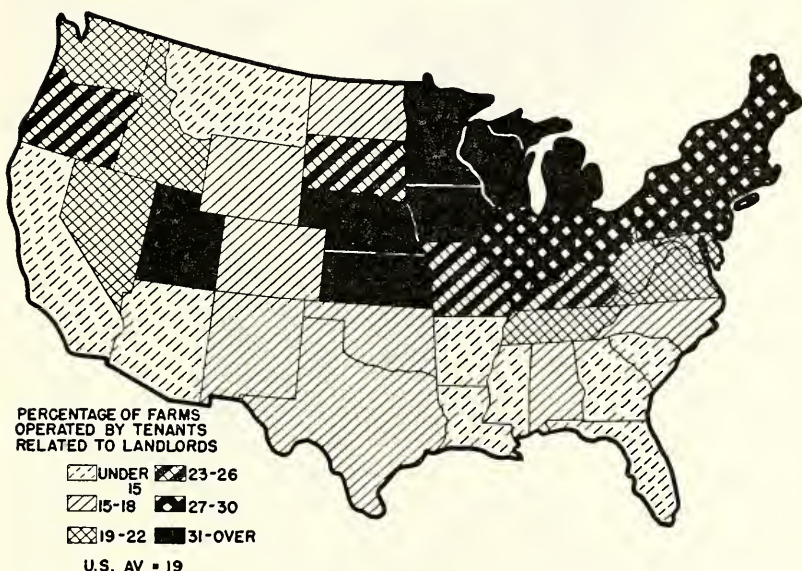 PERCENTAGE OF FARMS
OPERATED BY TENANTS
RELATED TO LANDLORDS
UNDER 15 23-26
15-18 27-30
19-22 31-OVER
U.S. AV = 19